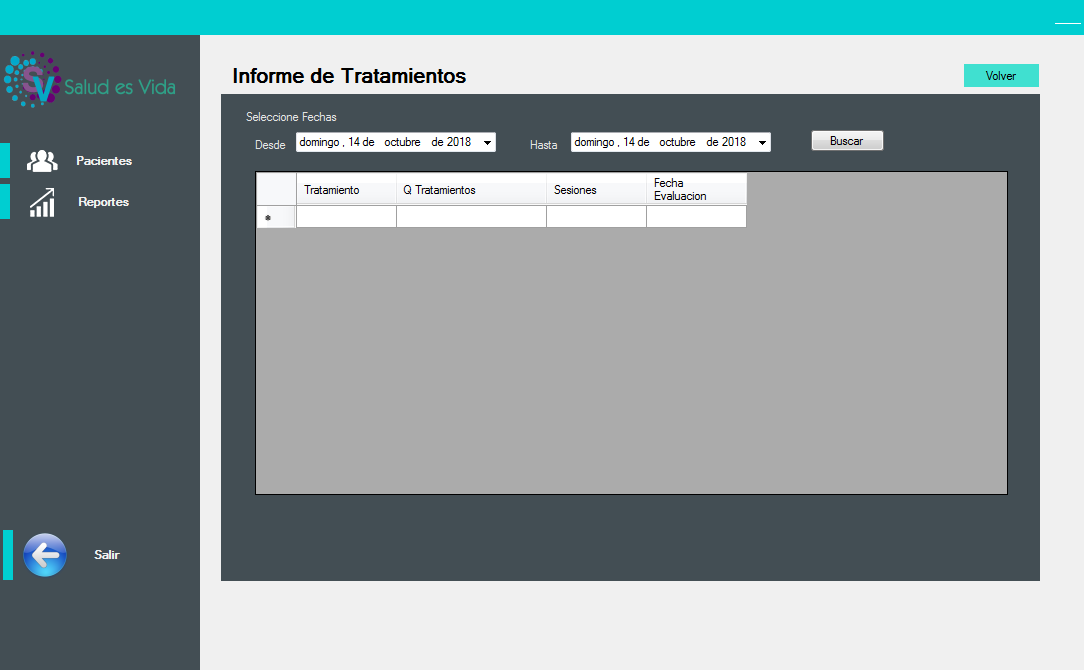 SV Salud es Vida
Informe de Tratamientos
Volver
Seleccione Fechas
Desde domingo , 14 de octubre de 2018 Hasta domingo , 14 de octubre de 2018 Buscar
Pacientes
Reportes
Tratamiento Q Tratamientos Sesiones Fecha
Evaluacion
*
Salir